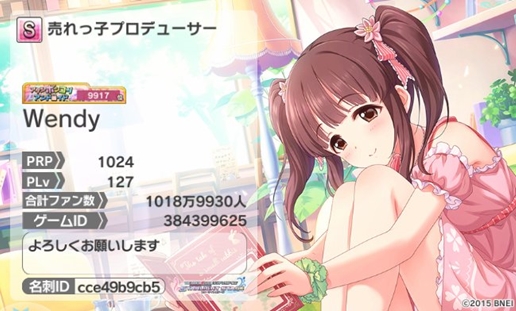 S 売れっ子プロデューサー
9917
Wendy
PRP 1024
PLv 127
合計ファン数 1018万9930人
ゲームID 384399625
よろしくお願いします
名刺ID cce49b9cb5
©2015 BNEI